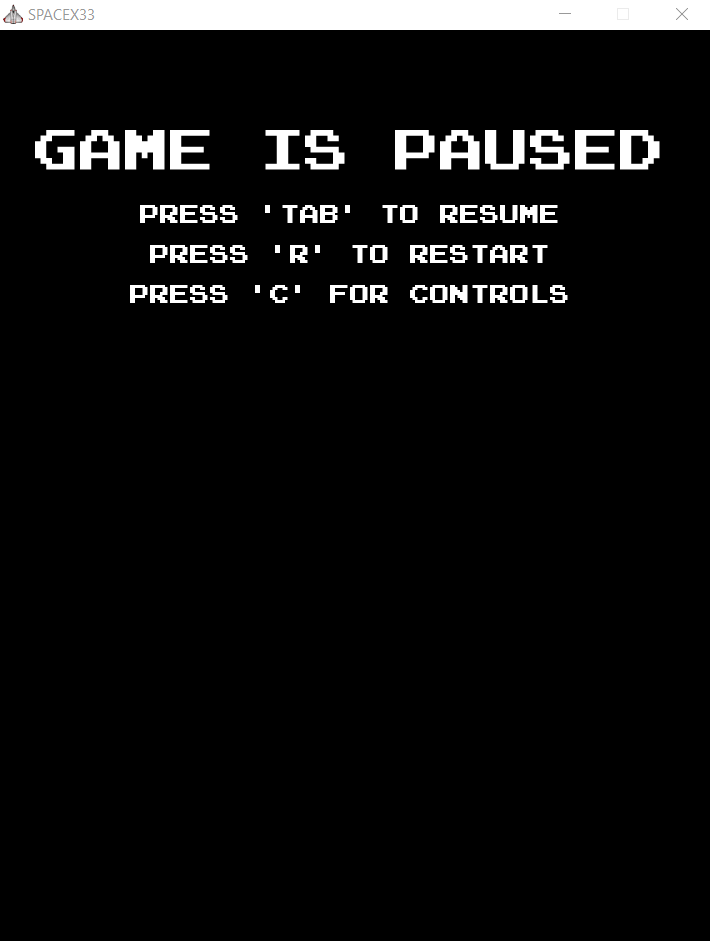 SPACEX33
GAME IS PAUSED
PRESS 'TAB' TO RESUME
PRESS 'R' TO RESTART
PRESS 'C' FOR CONTROLS